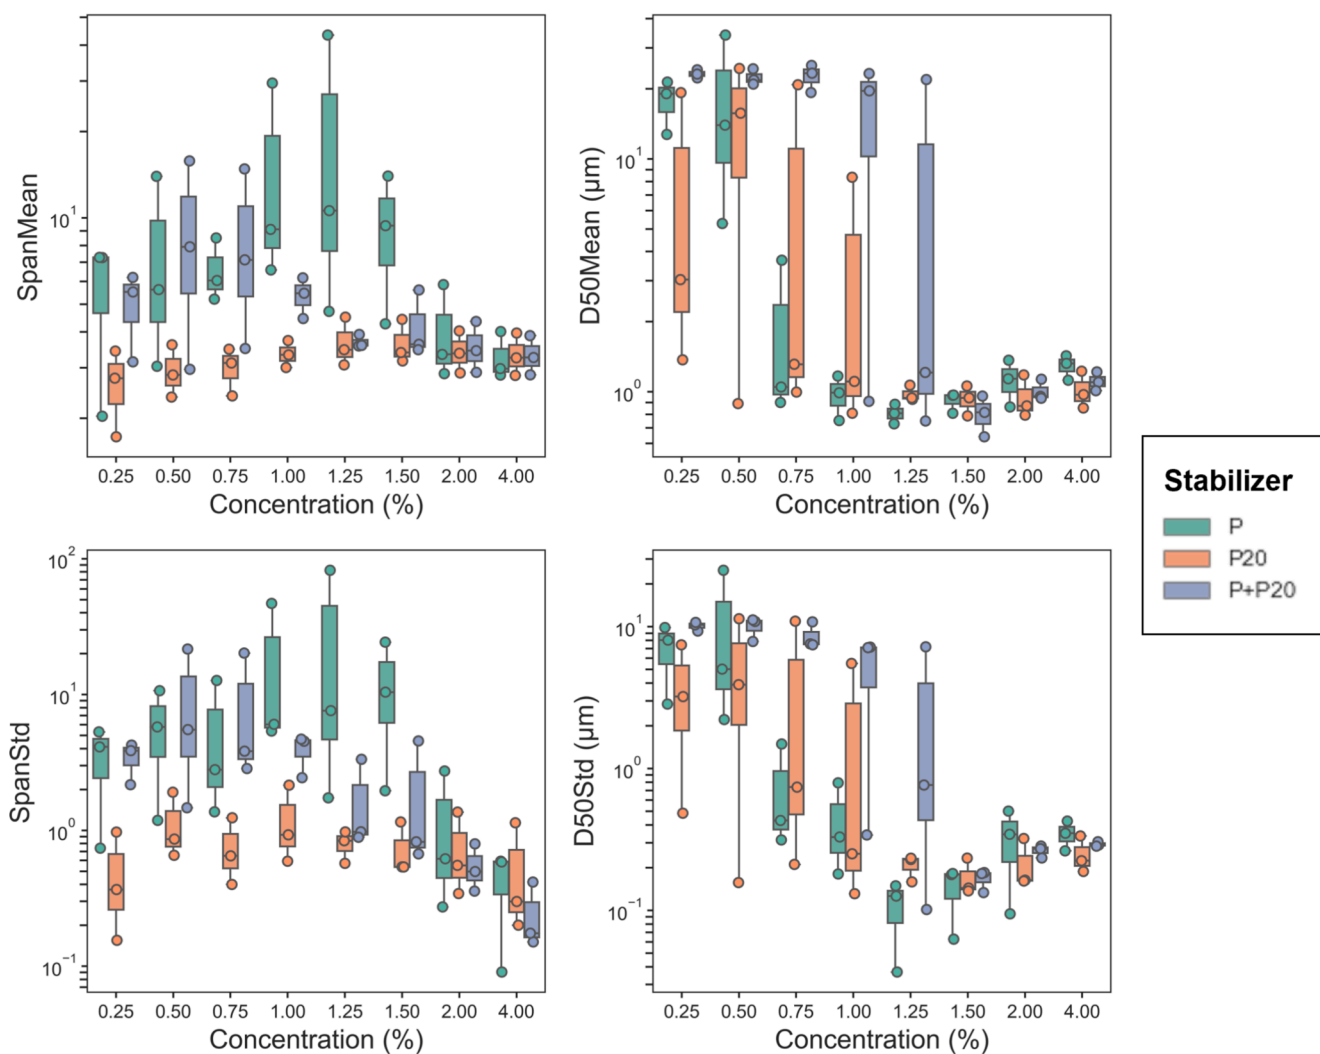 SpanMean
10¹
0.25 0.50 0.75 1.00 1.25 1.50 2.00 4.00
Concentration (%)
D50Mean (µm)
10¹
10⁰
0.25 0.50 0.75 1.00 1.25 1.50 2.00 4.00
Concentration (%)
Stabilizer
P
P20
P+P20
SpanStd
10²
10¹
10⁰
10⁻¹
0.25 0.50 0.75 1.00 1.25 1.50 2.00 4.00
Concentration (%)
D50Std (µm)
10¹
10⁰
10⁻¹
0.25 0.50 0.75 1.00 1.25 1.50 2.00 4.00
Concentration (%)